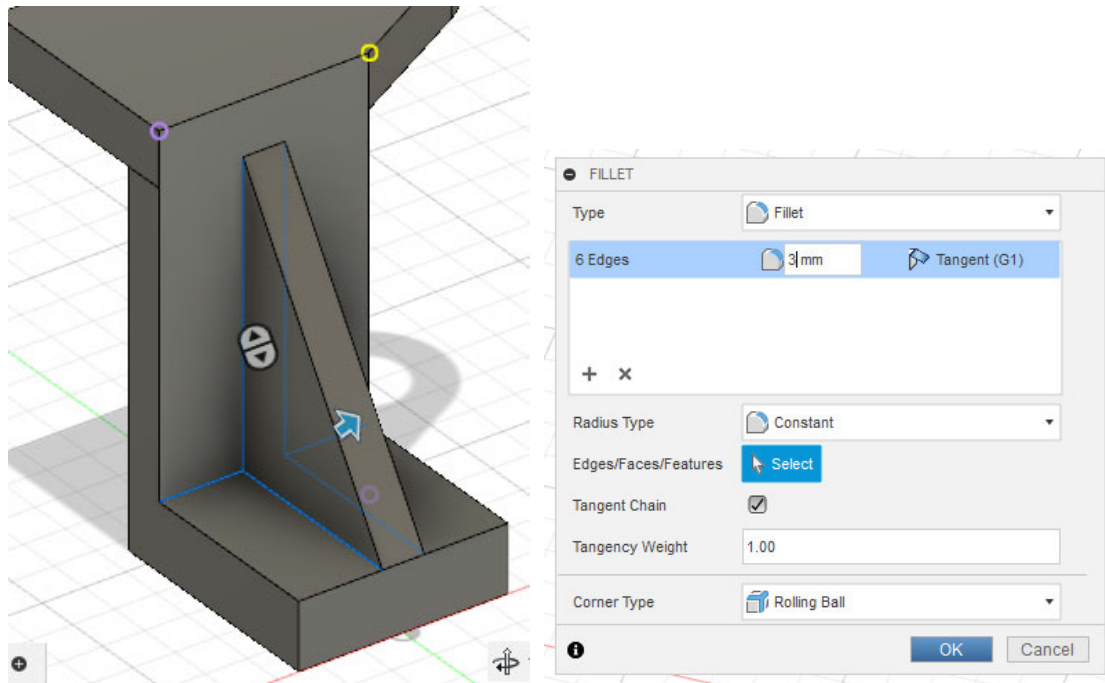 FILLET
Type Fillet
6 Edges 3 mm Tangent (G1)
Radius Type Constant
Edges/Faces/Features Select
Tangent Chain
Tangency Weight 1.00
Corner Type Rolling Ball
OK Cancel